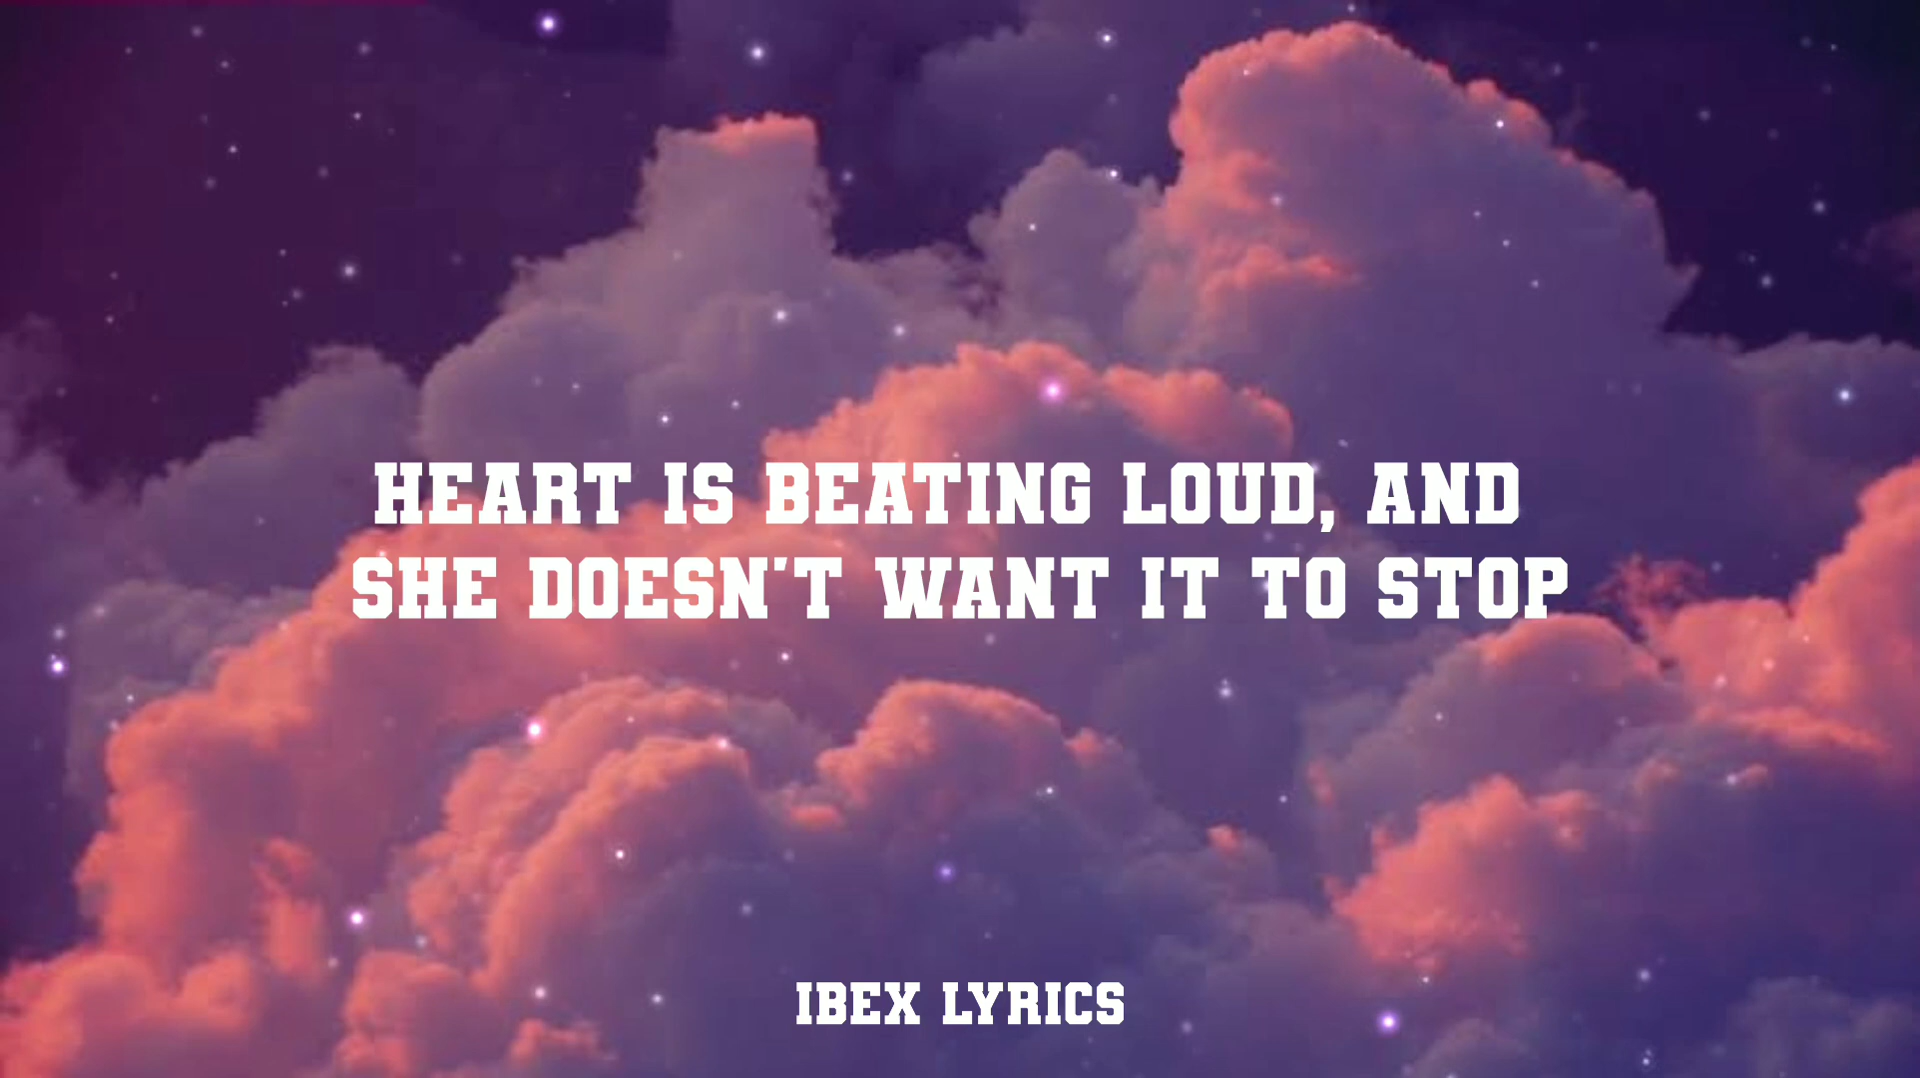 HEART IS BEATING LOUD, AND
SHE DOESN'T WANT IT TO STOP
IBEX LYRICS